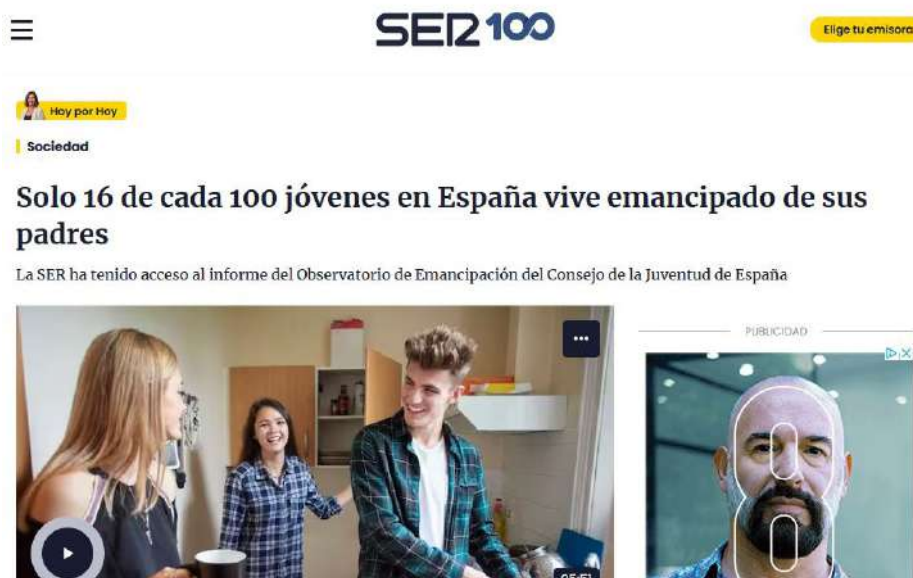 SER 100
Elige tu emisora
Hoy por Hoy
Sociedad
Solo 16 de cada 100 jóvenes en España vive emancipado de sus
padres
La SER ha tenido acceso al informe del Observatorio de Emancipación del Consejo de la Juventud de España
PUBLICIDAD
05:51